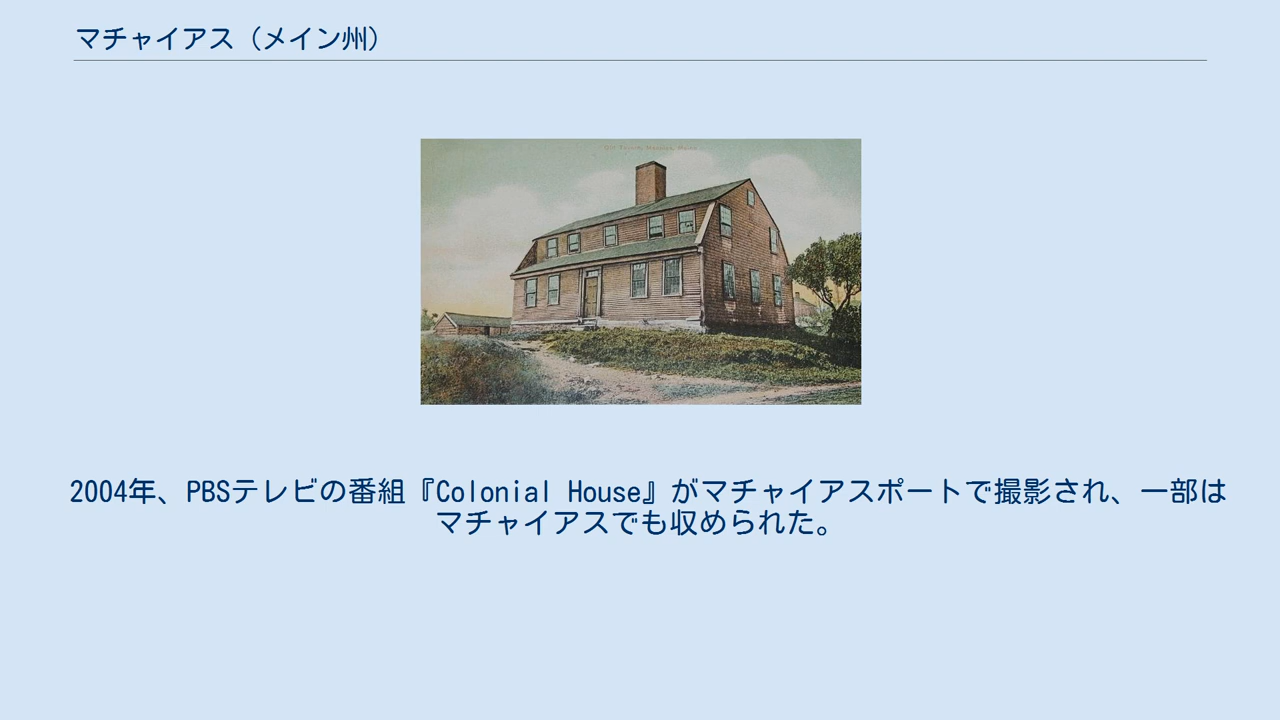 マチャイアス（メイン州）
2004年、PBSテレビの番組『Colonial House』がマチャイアスポートで撮影され、一部は
マチャイアスでも収められた。